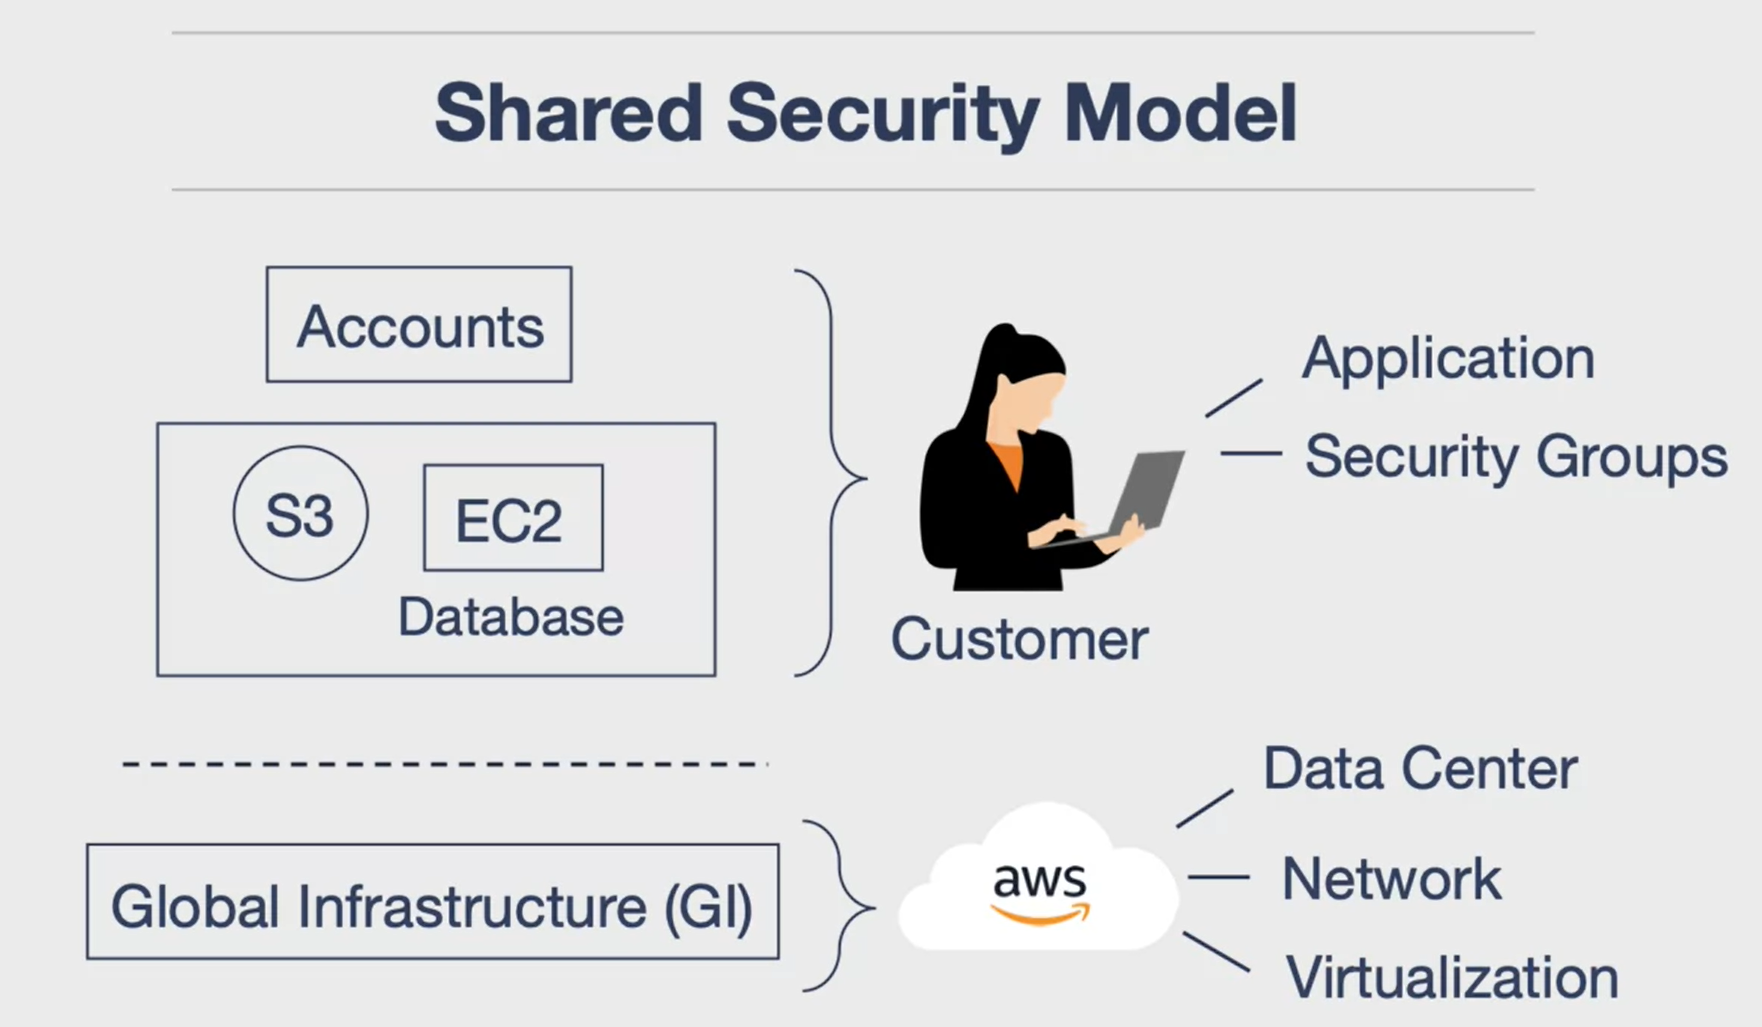 Shared Security Model
Accounts
S3
EC2
Database
Customer
Application
Security Groups
Global Infrastructure (GI)
aws
Data Center
Network
Virtualization